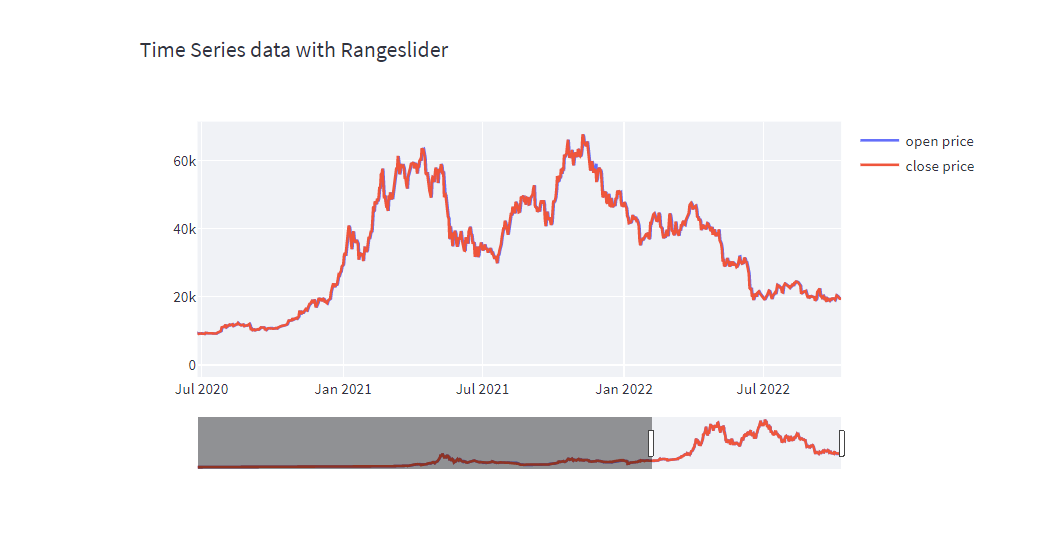 Time Series data with Rangeslider
open price
close price
60k
40k
20k
0
Jul 2020 Jan 2021 Jul 2021 Jan 2022 Jul 2022